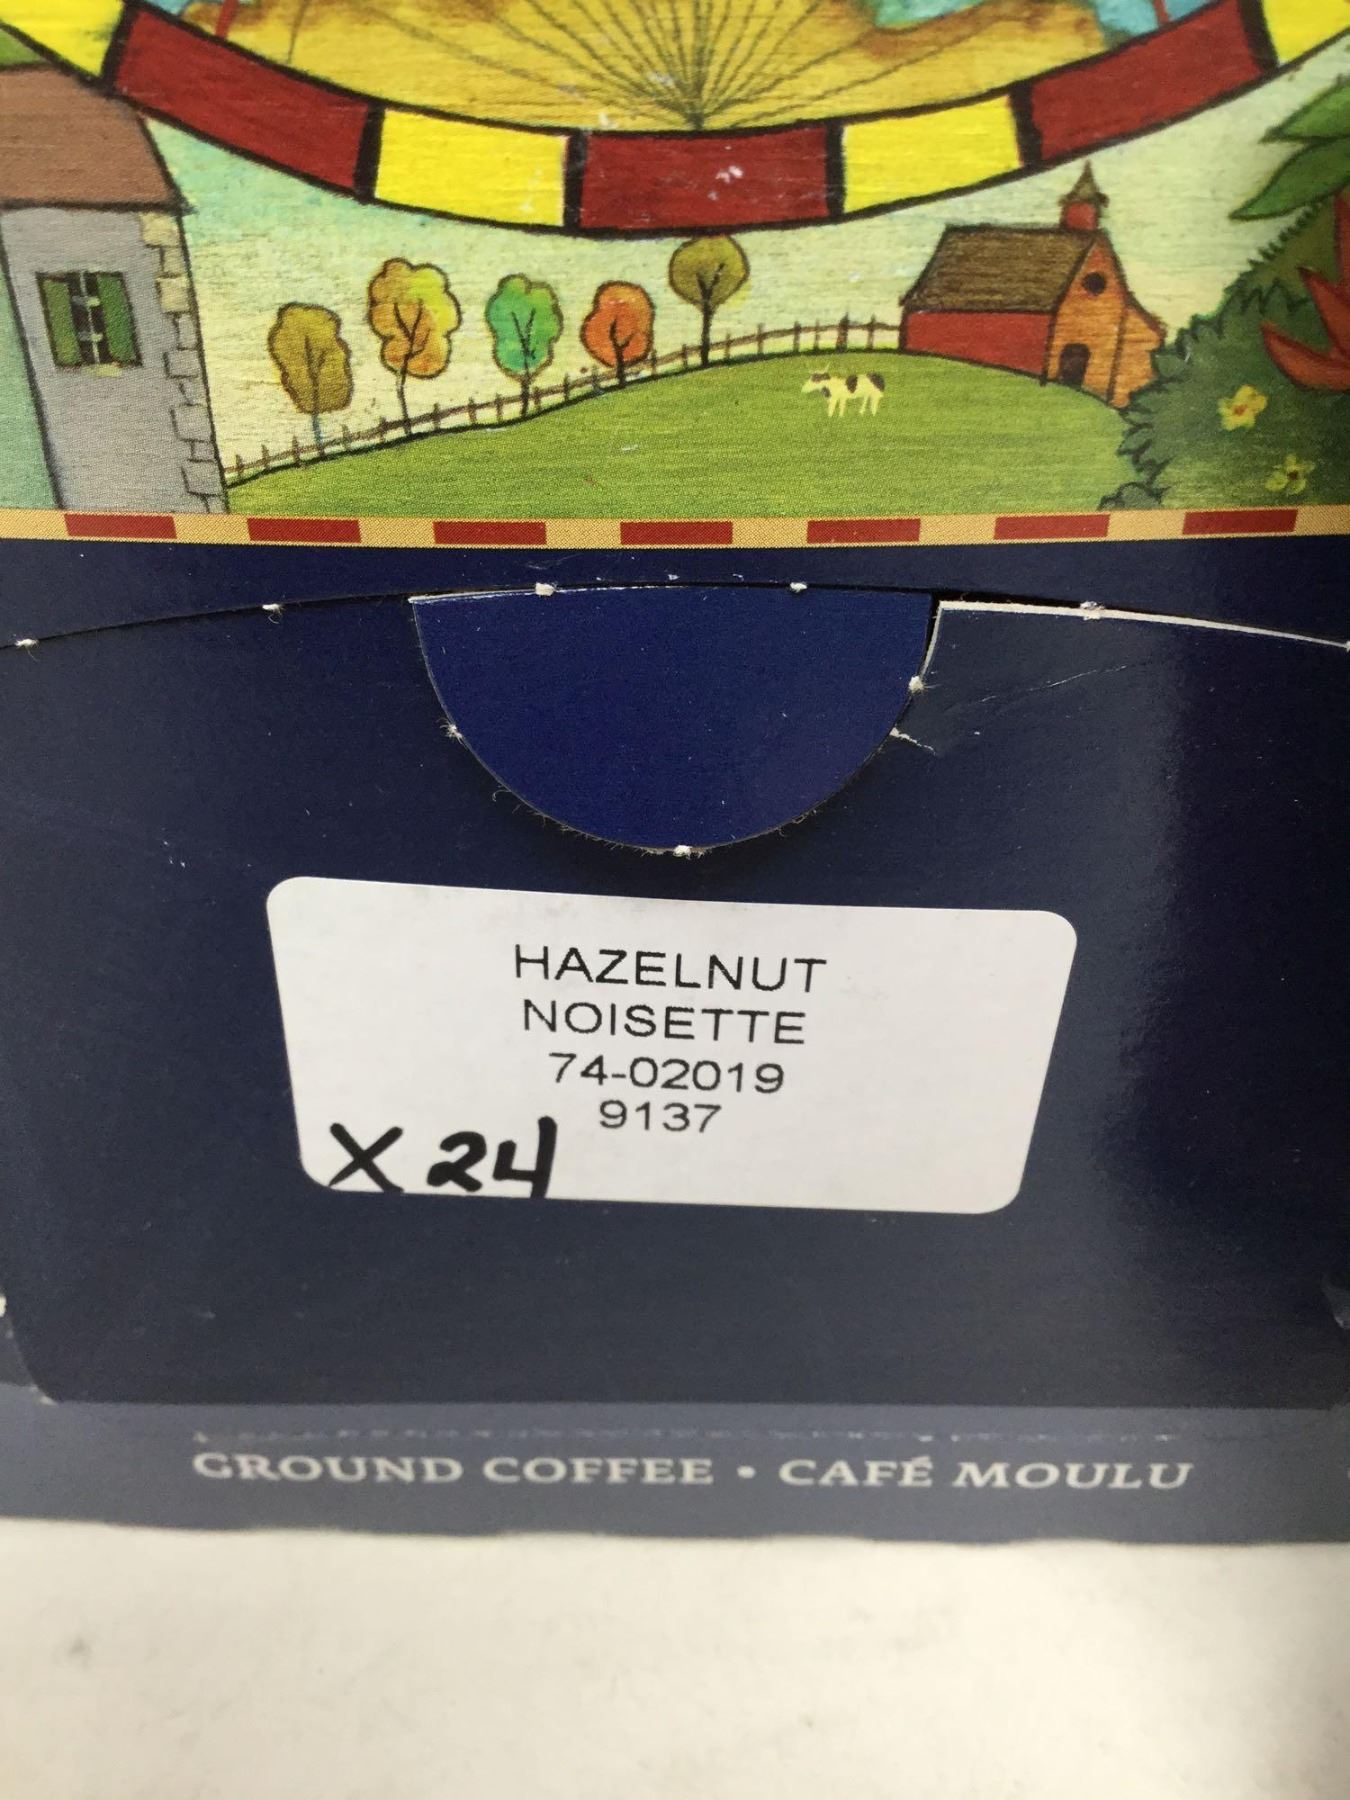 HAZELNUT
NOISETTE
74-02019
9137
X 24
GROUND COFFEE • CAFÉ MOULU